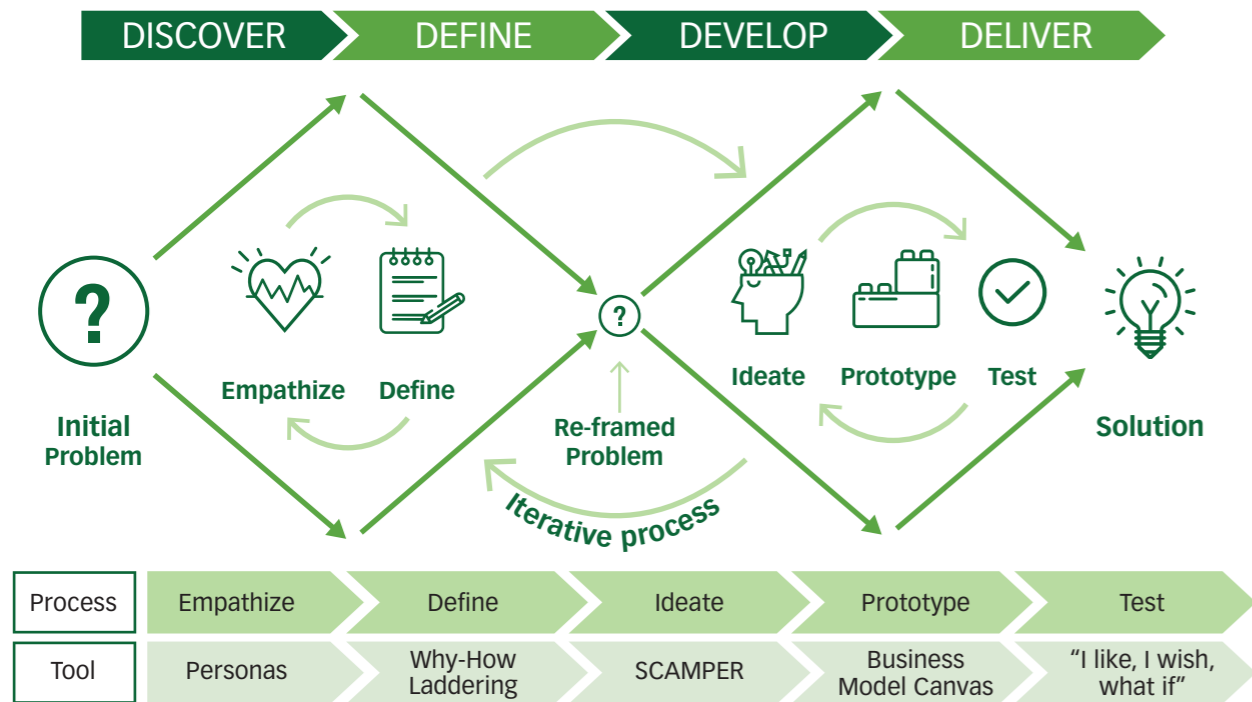 DISCOVER
DEFINE
DEVELOP
DELIVER
?
Empathize
Define
?
Ideate
Prototype
Test
Initial
Problem
Re-framed
Problem
Solution
Iterative process
Process
Empathize
Define
Ideate
Prototype
Test
Tool
Personas
Why-How
Laddering
SCAMPER
Business
Model Canvas
“I like, I wish,
what if”